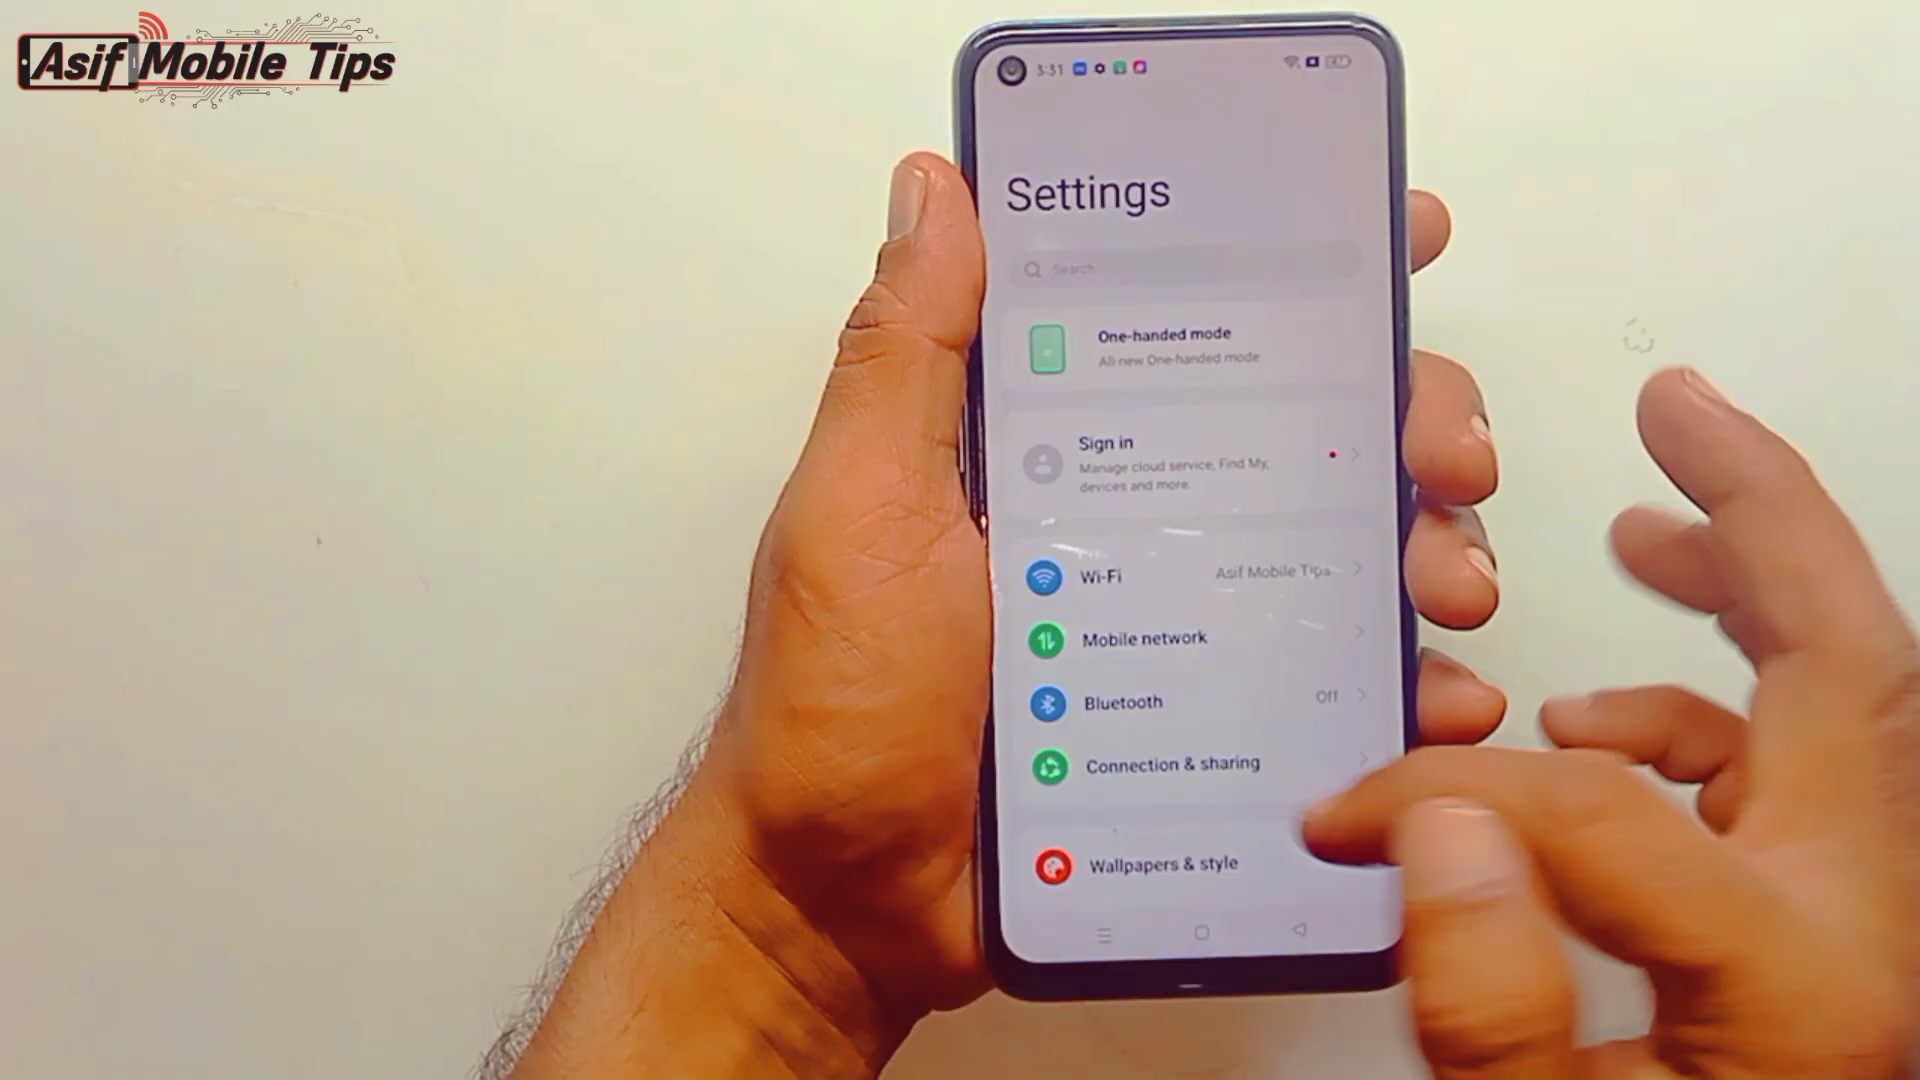 Asif Mobile Tips
3:31
Settings
Search
One-handed mode
All-new One-handed mode
Sign in
Manage cloud service, Find My,
devices and more.
Wi-Fi Asif Mobile Tips
Mobile network
Bluetooth Off
Connection & sharing
Wallpapers & style